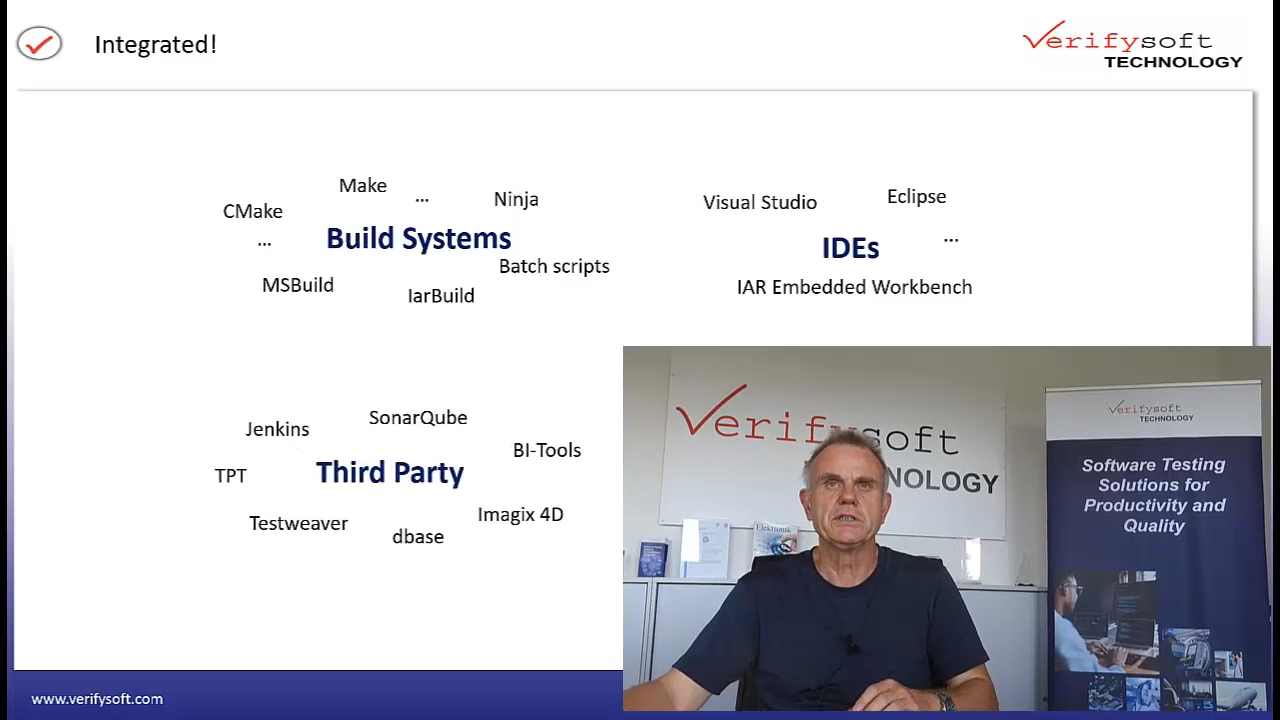 Integrated!
Verifysoft
TECHNOLOGY
Make
...
Ninja
CMake
...
Build Systems
Batch scripts
MSBuild
IarBuild
Visual Studio
Eclipse
...
IDEs
IAR Embedded Workbench
SonarQube
Jenkins
BI-Tools
TPT
Third Party
Imagix 4D
Testweaver
dbase
Verifysoft
NOLOGY
Elektronik
Verifysoft
TECHNOLOGY
Software Testing
Solutions for
Productivity and
Quality
www.verifysoft.com